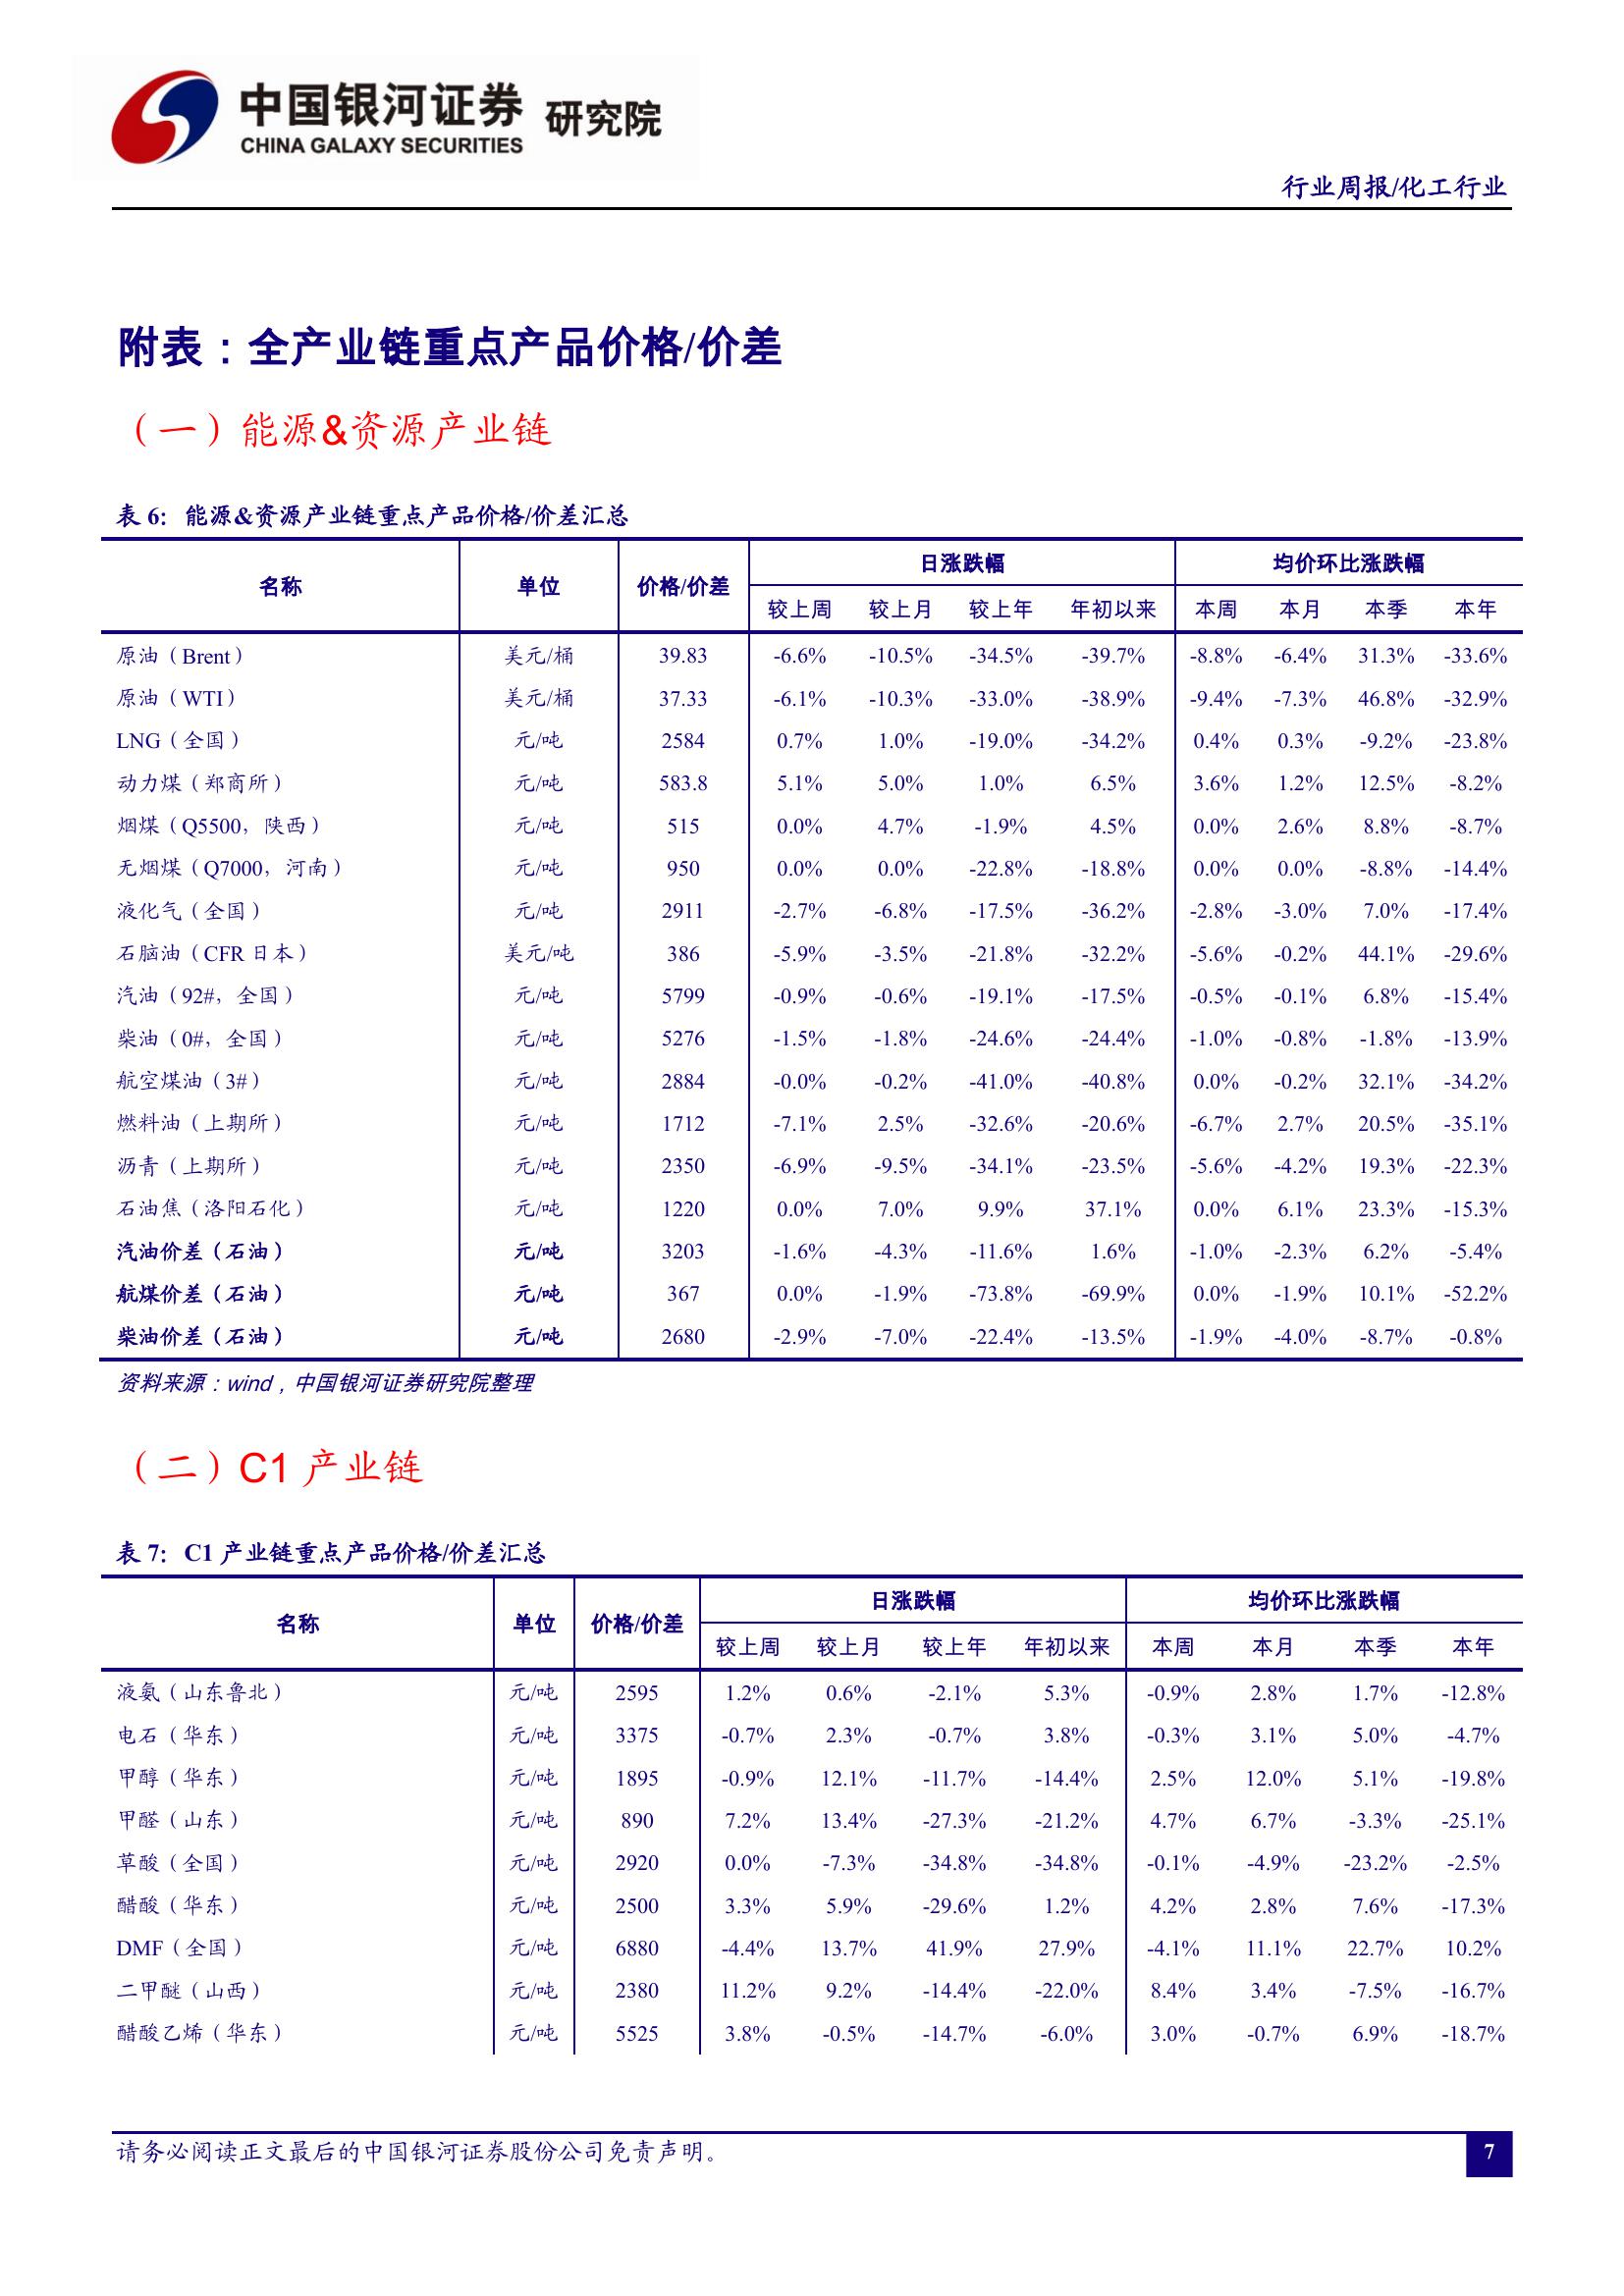 中国银河证券 研究院
CHINA GALAXY SECURITIES
行业周报/化工行业
附表：全产业链重点产品价格/价差
（一）能源&资源产业链
表 6: 能源&资源产业链重点产品价格/价差汇总
名称 单位 价格/价差 日涨跌幅 均价环比涨跌幅
较上周 较上月 较上年 年初以来 本周 本月 本季 本年
原油（Brent） 美元/桶 39.83 -6.6% -10.5% -34.5% -39.7% -8.8% -6.4% 31.3% -33.6%
原油（WTI） 美元/桶 37.33 -6.1% -10.3% -33.0% -38.9% -9.4% -7.3% 46.8% -32.9%
LNG（全国） 元/吨 2584 0.7% 1.0% -19.0% -34.2% 0.4% 0.3% -9.2% -23.8%
动力煤（郑商所） 元/吨 583.8 5.1% 5.0% 1.0% 6.5% 3.6% 1.2% 12.5% -8.2%
烟煤（Q5500，陕西） 元/吨 515 0.0% 4.7% -1.9% 4.5% 0.0% 2.6% 8.8% -8.7%
无烟煤（Q7000，河南） 元/吨 950 0.0% 0.0% -22.8% -18.8% 0.0% 0.0% -8.8% -14.4%
液化气（全国） 元/吨 2911 -2.7% -6.8% -17.5% -36.2% -2.8% -3.0% 7.0% -17.4%
石脑油（CFR 日本） 美元/吨 386 -5.9% -3.5% -21.8% -32.2% -5.6% -0.2% 44.1% -29.6%
汽油（92#，全国） 元/吨 5799 -0.9% -0.6% -19.1% -17.5% -0.5% -0.1% 6.8% -15.4%
柴油（0#，全国） 元/吨 5276 -1.5% -1.8% -24.6% -24.4% -1.0% -0.8% -1.8% -13.9%
航空煤油（3#） 元/吨 2884 -0.0% -0.2% -41.0% -40.8% 0.0% -0.2% 32.1% -34.2%
燃料油（上期所） 元/吨 1712 -7.1% 2.5% -32.6% -20.6% -6.7% 2.7% 20.5% -35.1%
沥青（上期所） 元/吨 2350 -6.9% -9.5% -34.1% -23.5% -5.6% -4.2% 19.3% -22.3%
石油焦（洛阳石化） 元/吨 1220 0.0% 7.0% 9.9% 37.1% 0.0% 6.1% 23.3% -15.3%
汽油价差（石油） 元/吨 3203 -1.6% -4.3% -11.6% 1.6% -1.0% -2.3% 6.2% -5.4%
航煤价差（石油） 元/吨 367 0.0% -1.9% -73.8% -69.9% 0.0% -1.9% 10.1% -52.2%
柴油价差（石油） 元/吨 2680 -2.9% -7.0% -22.4% -13.5% -1.9% -4.0% -8.7% -0.8%
资料来源：wind，中国银河证券研究院整理
（二）C1 产业链
表 7: C1 产业链重点产品价格/价差汇总
名称 单位 价格/价差 日涨跌幅 均价环比涨跌幅
较上周 较上月 较上年 年初以来 本周 本月 本季 本年
液氨（山东鲁北） 元/吨 2595 1.2% 0.6% -2.1% 5.3% -0.9% 2.8% 1.7% -12.8%
电石（华东） 元/吨 3375 -0.7% 2.3% -0.7% 3.8% -0.3% 3.1% 5.0% -4.7%
甲醇（华东） 元/吨 1895 -0.9% 12.1% -11.7% -14.4% 2.5% 12.0% 5.1% -19.8%
甲醛（山东） 元/吨 890 7.2% 13.4% -27.3% -21.2% 4.7% 6.7% -3.3% -25.1%
草酸（全国） 元/吨 2920 0.0% -7.3% -34.8% -34.8% -0.1% -4.9% -23.2% -2.5%
醋酸（华东） 元/吨 2500 3.3% 5.9% -29.6% 1.2% 4.2% 2.8% 7.6% -17.3%
DMF（全国） 元/吨 6880 -4.4% 13.7% 41.9% 27.9% -4.1% 11.1% 22.7% 10.2%
二甲醚（山西） 元/吨 2380 11.2% 9.2% -14.4% -22.0% 8.4% 3.4% -7.5% -16.7%
醋酸乙烯（华东） 元/吨 5525 3.8% -0.5% -14.7% -6.0% 3.0% -0.7% 6.9% -18.7%
请务必阅读正文最后的中国银河证券股份公司免责声明。 7